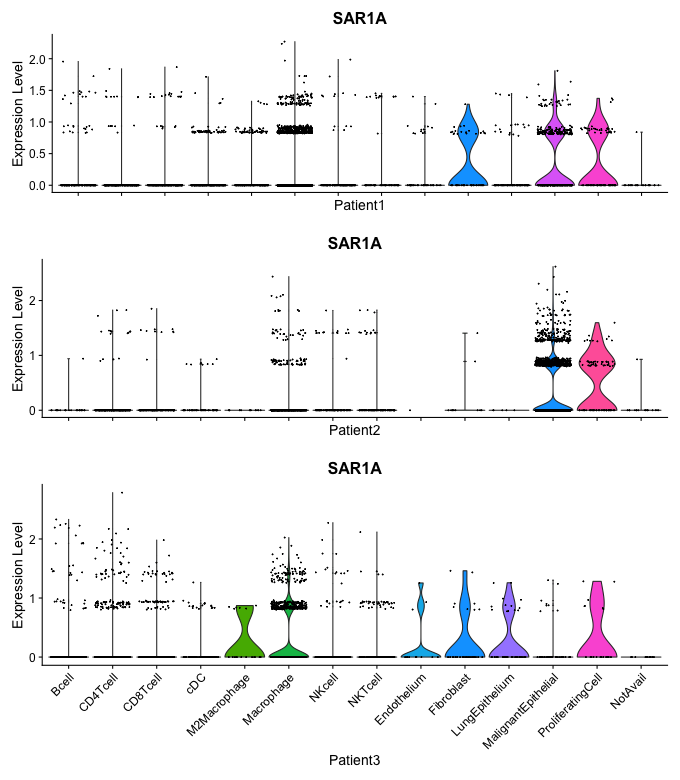 SAR1A
Expression Level
2.0
1.5
1.0
0.5
0.0
Patient1
SAR1A
Expression Level
2
1
0
Patient2
SAR1A
Expression Level
2
1
0
Bcell
CD4Tcell
CD8Tcell
cDC
M2Macrophage
Macrophage
NKcell
NKTcell
Endothelium
Fibroblast
LungEpithelium
MalignantEpithelial
ProliferatingCell
NotAvail
Patient3